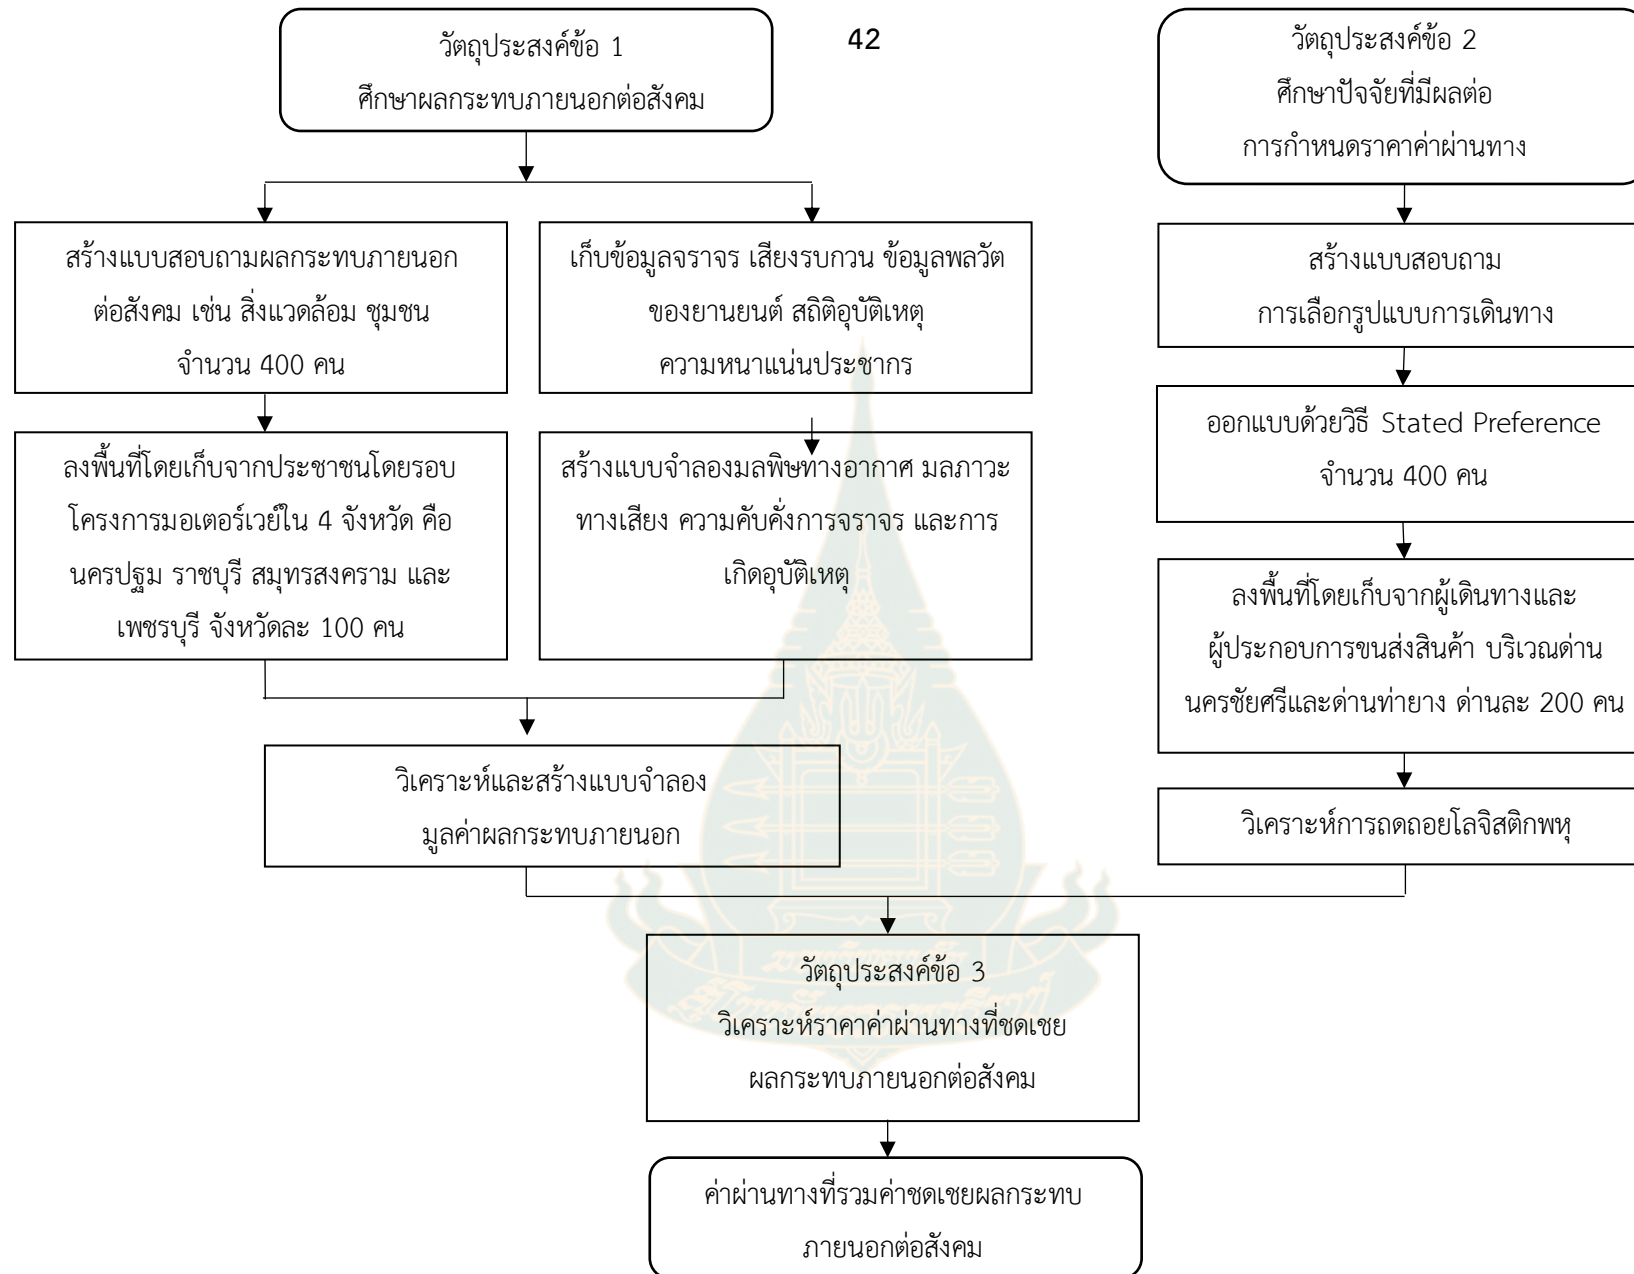 42
วัตถุประสงค์ข้อ 1
ศึกษาผลกระทบภายนอกต่อสังคม
สร้างแบบสอบถามผลกระทบภายนอก
ต่อสังคม เช่น สิ่งแวดล้อม ชุมชน
จำนวน 400 คน
เก็บข้อมูลจราจร เสียงรบกวน ข้อมูลพลวัต
ของยานยนต์ สถิติอุบัติเหตุ
ความหนาแน่นประชากร
ลงพื้นที่โดยเก็บจากประชาชนโดยรอบ
โครงการมอเตอร์เวย์ใน 4 จังหวัด คือ
นครปฐม ราชบุรี สมุทรสงคราม และ
เพชรบุรี จังหวัดละ 100 คน
สร้างแบบจำลองมลพิษทางอากาศ มลภาวะ
ทางเสียง ความคับคั่งการจราจร และการ
เกิดอุบัติเหตุ
วิเคราะห์และสร้างแบบจำลอง
มูลค่าผลกระทบภายนอก
วัตถุประสงค์ข้อ 2
ศึกษาปัจจัยที่มีผลต่อ
การกำหนดราคาค่าผ่านทาง
สร้างแบบสอบถาม
การเลือกรูปแบบการเดินทาง
ออกแบบด้วยวิธี Stated Preference
จำนวน 400 คน
ลงพื้นที่โดยเก็บจากผู้เดินทางและ
ผู้ประกอบการขนส่งสินค้า บริเวณด่าน
นครชัยศรีและด่านท่ายาง ด่านละ 200 คน
วิเคราะห์การถดถอยโลจิสติกพหุ
วัตถุประสงค์ข้อ 3
วิเคราะห์ราคาค่าผ่านทางที่ชดเชย
ผลกระทบภายนอกต่อสังคม
ค่าผ่านทางที่รวมค่าชดเชยผลกระทบ
ภายนอกต่อสังคม